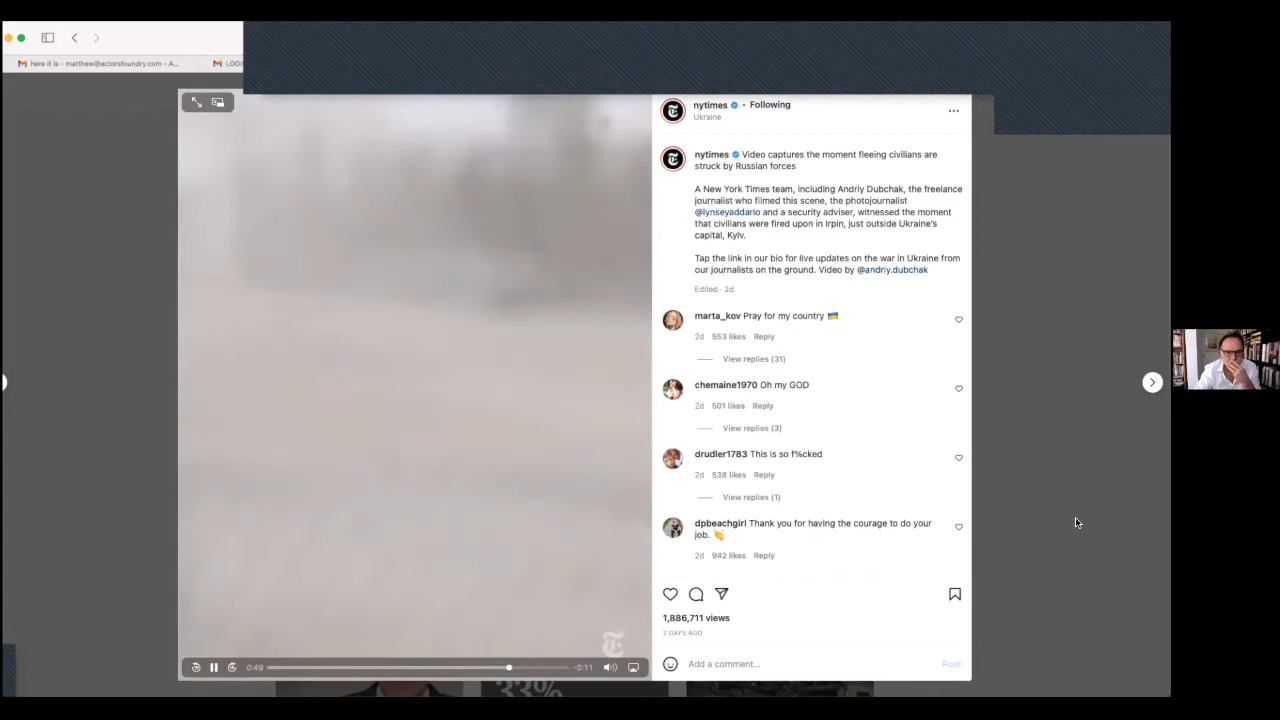 here it is - matthew@actorsfoundry.com - A...
LOGI
nytimes • Following
Ukraine
nytimes Video captures the moment fleeing civilians are
struck by Russian forces
A New York Times team, including Andriy Dubchak, the freelance
journalist who filmed this scene, the photojournalist
@lynseyaddario and a security adviser, witnessed the moment
that civilians were fired upon in Irpin, just outside Ukraine's
capital, Kyiv.
Tap the link in our bio for live updates on the war in Ukraine from
our journalists on the ground. Video by @andriy.dubchak
Edited · 2d
marta_kov Pray for my country 🇺🇦
2d 553 likes Reply
View replies (31)
chemaine1970 Oh my GOD
2d 501 likes Reply
View replies (3)
drudler1783 This is so f%cked
2d 538 likes Reply
View replies (1)
dpbeachgirl Thank you for having the courage to do your
job. 👏
2d 942 likes Reply
1,886,711 views
2 DAYS AGO
Add a comment...
Post
T
0:49
-0:11
33%